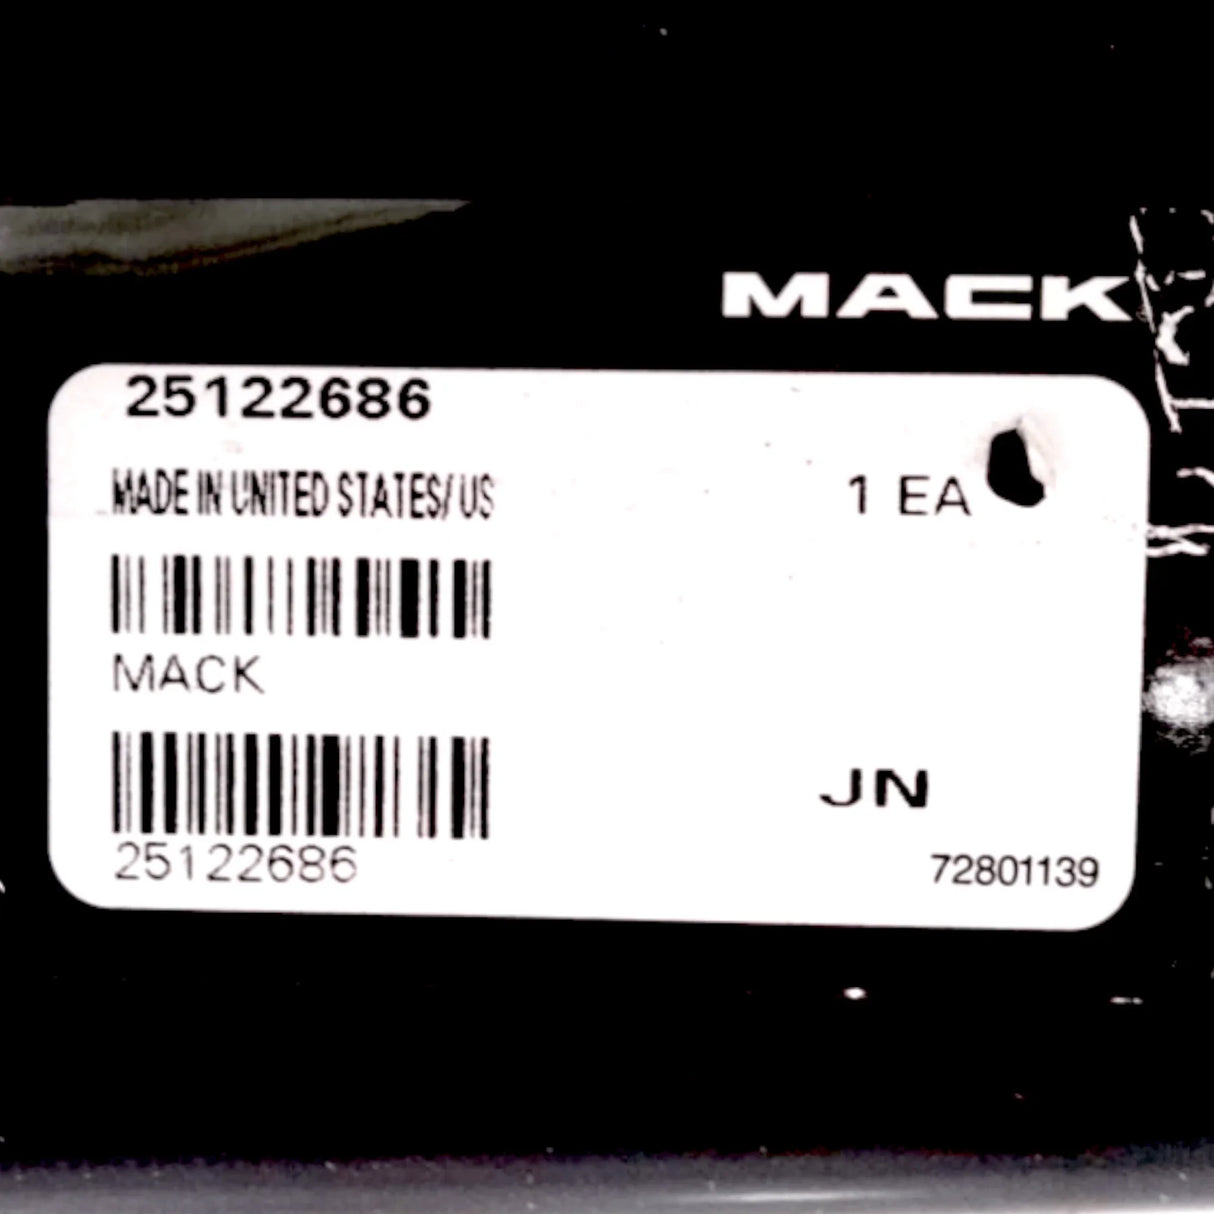 MACK
25122686
MADE IN UNITED STATES/US
1 EA
MACK
JN
25122686
72801139